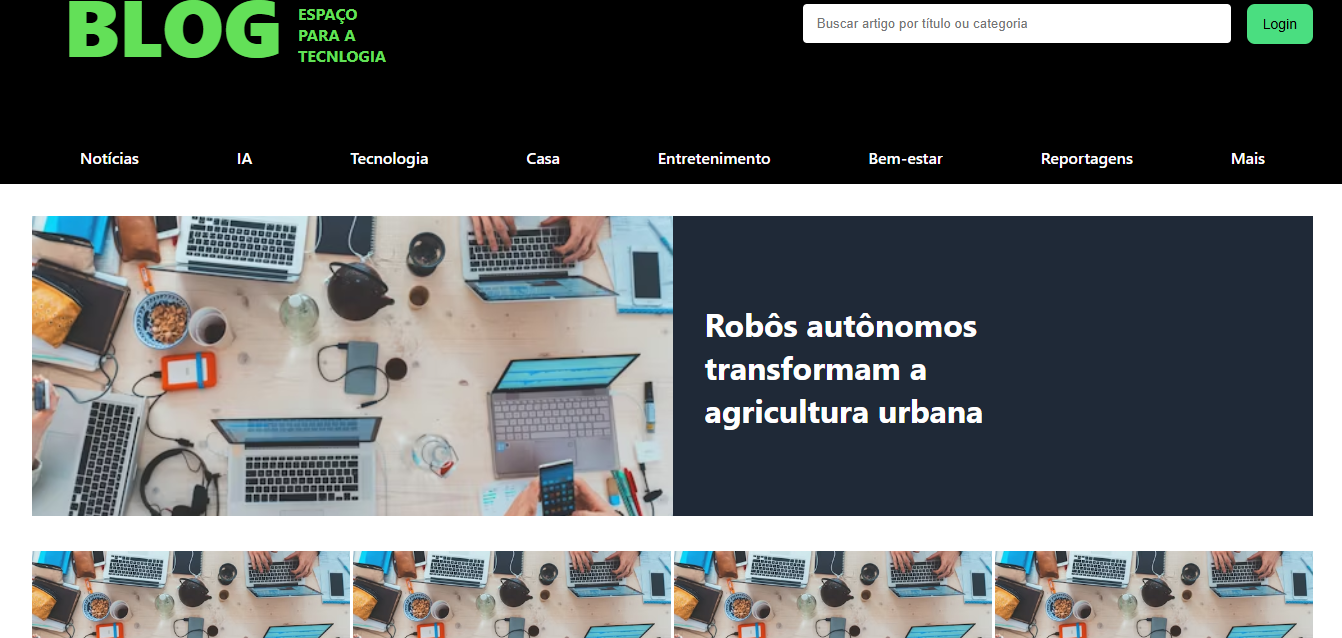 BLOG
ESPAÇO
PARA A
TECNLOGIA
Buscar artigo por título ou categoria
Login
Notícias
IA
Tecnologia
Casa
Entretenimento
Bem-estar
Reportagens
Mais
Robôs autônomos
transformam a
agricultura urbana